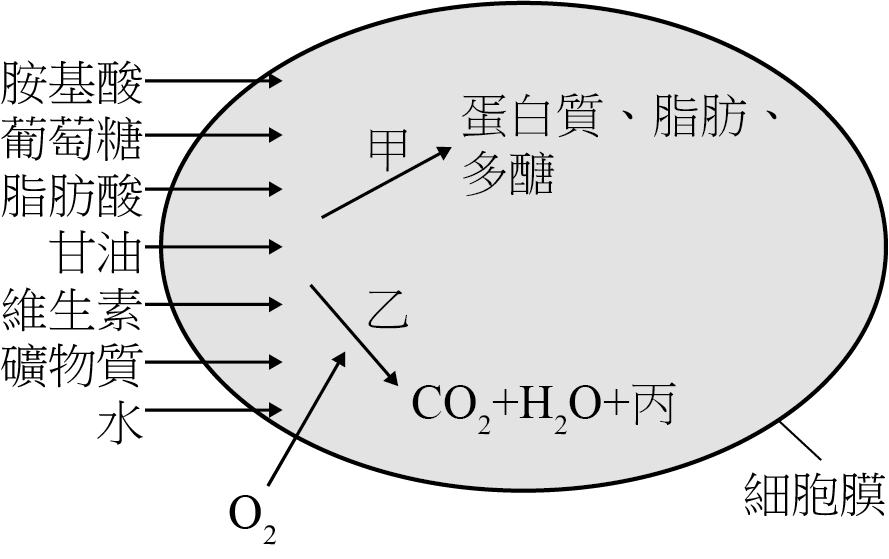 胺基酸
葡萄糖
脂肪酸
甘油
維生素
礦物質
水
O₂
甲
蛋白質、脂肪、
多醣
乙
CO₂+H₂O+丙
細胞膜